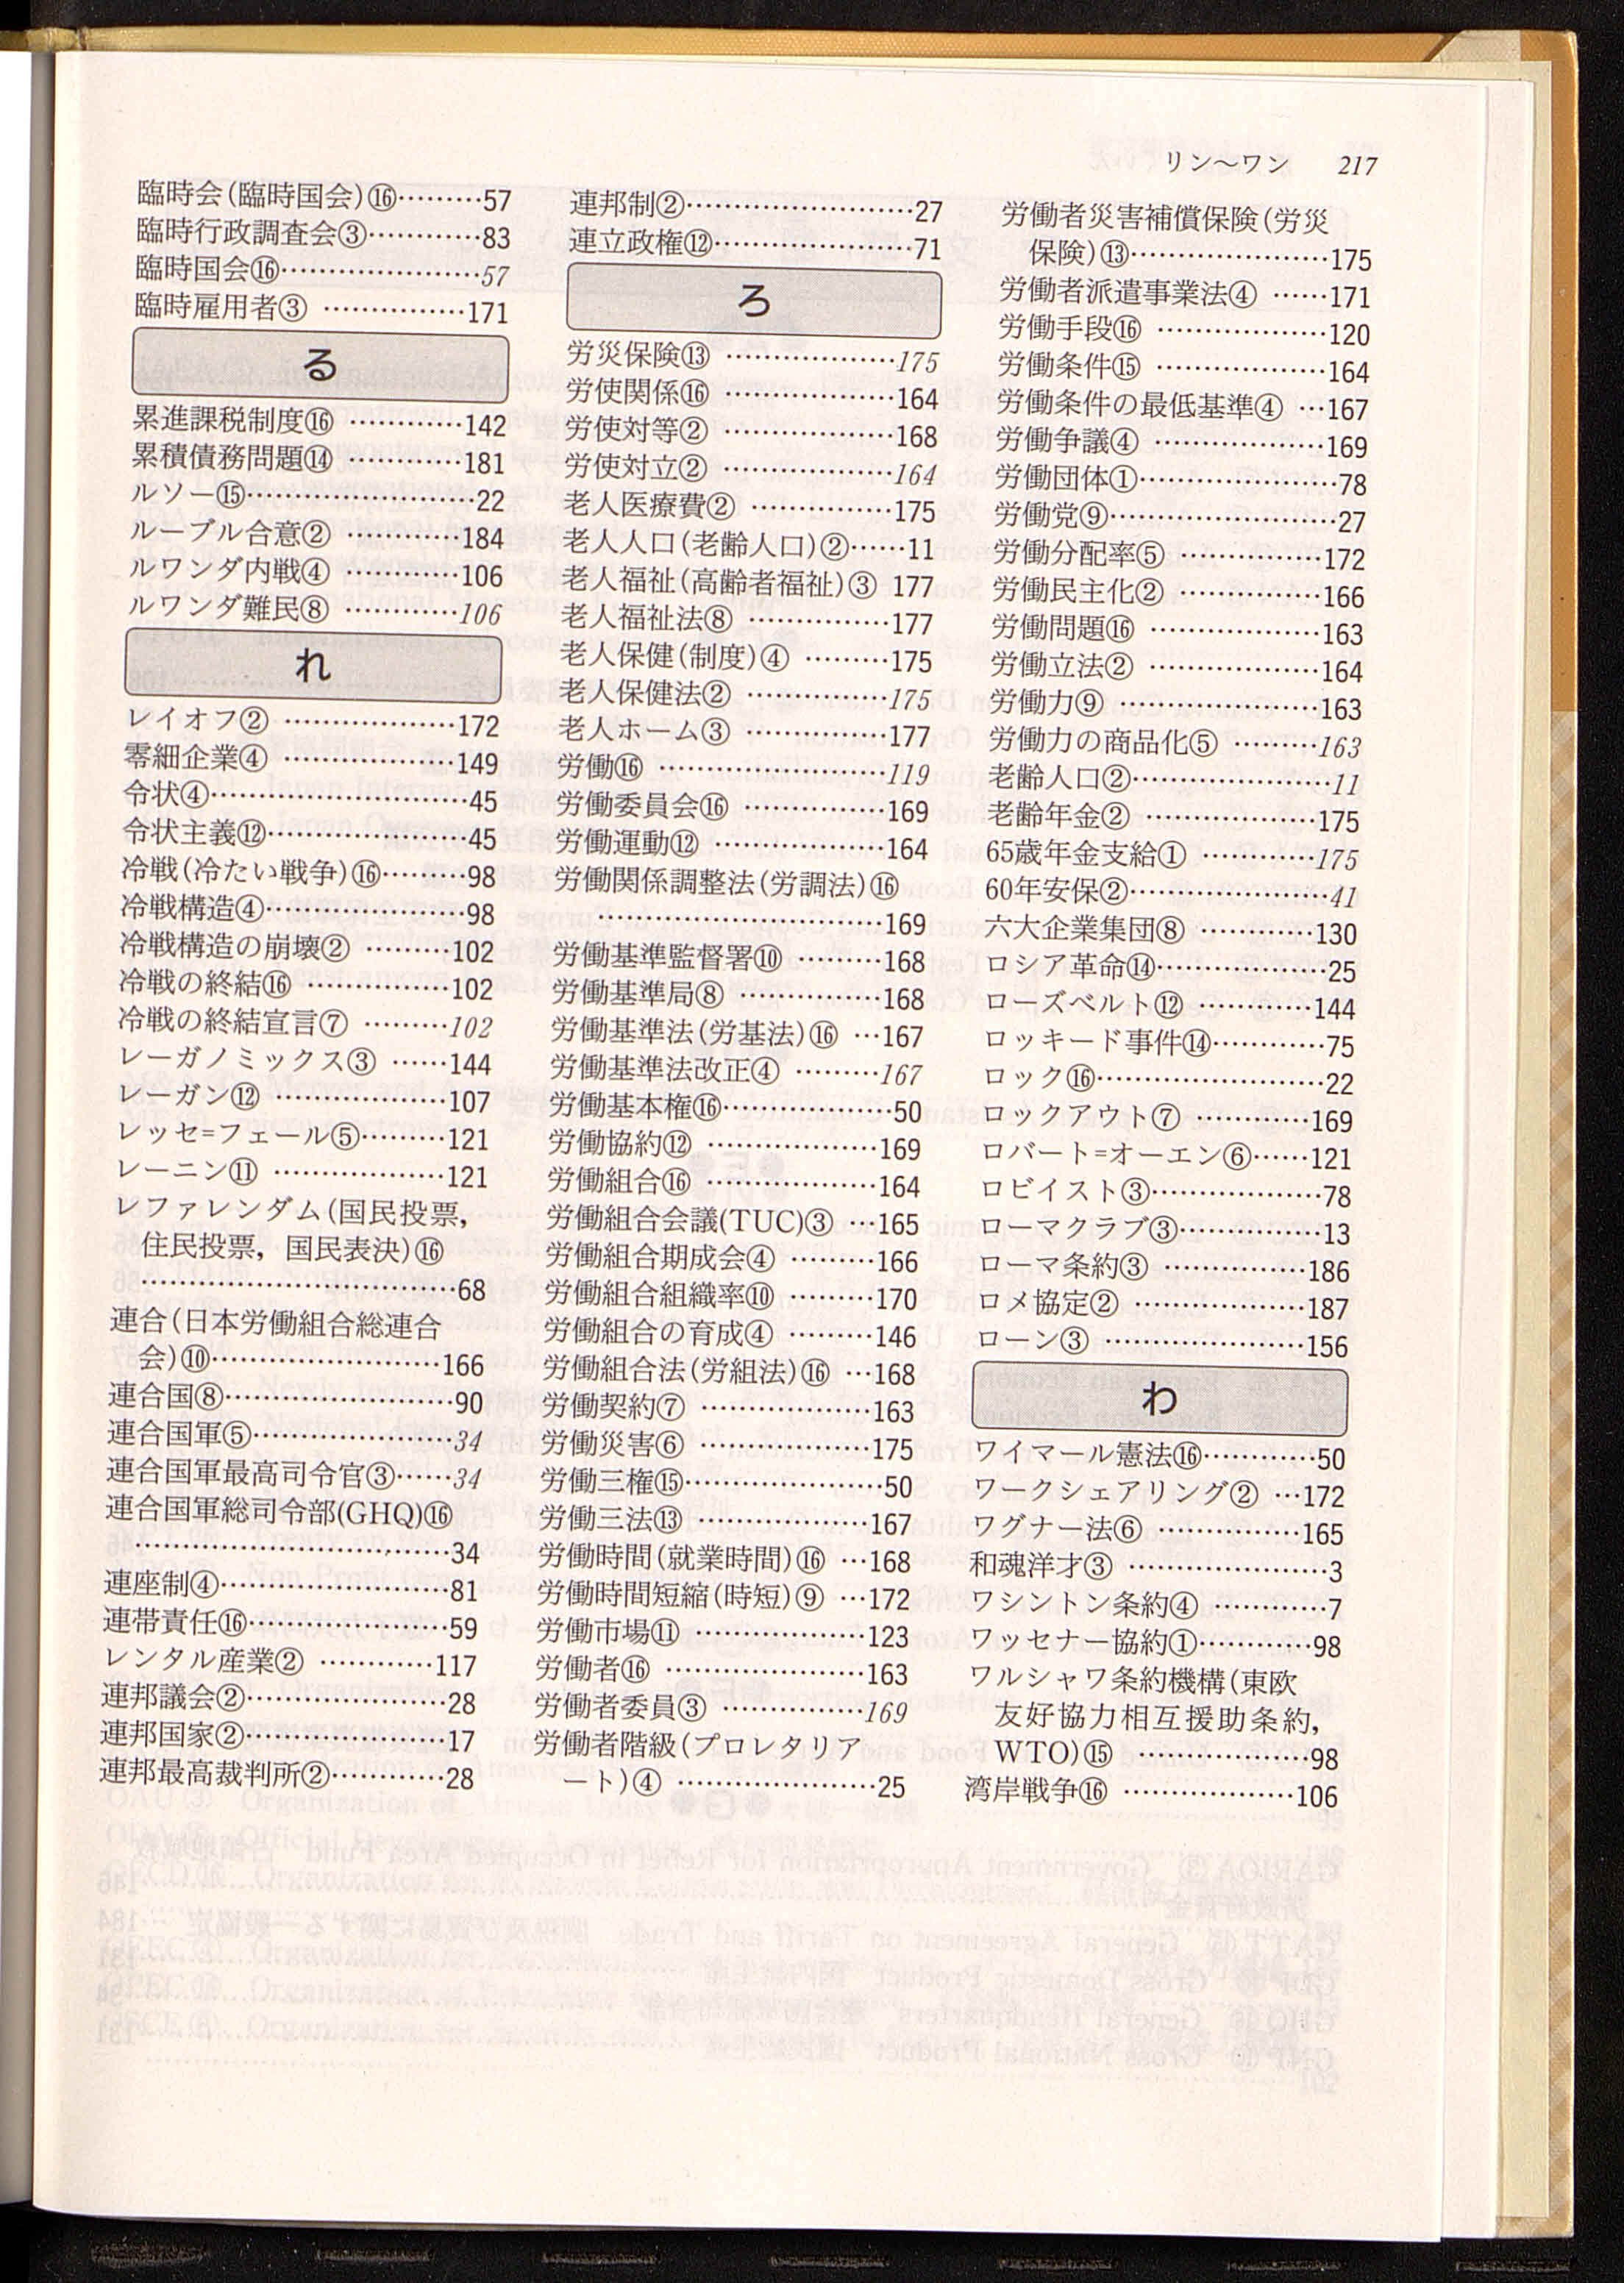 リン〜ワン　217
臨時会(臨時国会)⑯………57
臨時行政調査会③…………83
臨時国会⑯…………………57
臨時雇用者③ ……………171
る
累進課税制度⑯ …………142
累積債務問題⑭ …………181
ルソー⑮……………………22
ルーブル合意② …………184
ルワンダ内戦④ …………106
ルワンダ難民⑧ …………106
れ
レイオフ② ………………172
零細企業④ ………………149
令状④………………………45
令状主義⑫…………………45
冷戦(冷たい戦争)⑯………98
冷戦構造④…………………98
冷戦構造の崩壊② ………102
冷戦の終結⑯ ……………102
冷戦の終結宣言⑦ ………102
レーガノミックス③ ……144
レーガン⑫ ………………107
レッセ=フェール⑤………121
レーニン⑪ ………………121
レファレンダム(国民投票,
住民投票, 国民表決)⑯
……………………………68
連合(日本労働組合総連合
会)⑩……………………166
連合国⑧……………………90
連合国軍⑤…………………34
連合国軍最高司令官③……34
連合国軍総司令部(GHQ)⑯
……………………………34
連座制④……………………81
連帯責任⑯…………………59
レンタル産業② …………117
連邦議会②…………………28
連邦国家②…………………17
連邦最高裁判所②…………28
連邦制②……………………27
連立政権⑫…………………71
ろ
労災保険⑬ ………………175
労使関係⑯ ………………164
労使対等② ………………168
労使対立② ………………164
老人医療費② ……………175
老人人口(老齢人口)②……11
老人福祉(高齢者福祉)③ 177
老人福祉法⑧ ……………177
老人保健(制度)④ ………175
老人保健法② ……………175
老人ホーム③ ……………177
労働⑯ ……………………119
労働委員会⑯ ……………169
労働運動⑫ ………………164
労働関係調整法(労調法)⑯
…………………………169
労働基準監督署⑩ ………168
労働基準局⑧ ……………168
労働基準法(労基法)⑯ …167
労働基準法改正④ ………167
労働基本権⑯………………50
労働協約⑫ ………………169
労働組合⑯ ………………164
労働組合会議(TUC)③ …165
労働組合期成会④ ………166
労働組合組織率⑩ ………170
労働組合の育成④ ………146
労働組合法(労組法)⑯ …168
労働契約⑦ ………………163
労働災害⑥ ………………175
労働三権⑮…………………50
労働三法⑬ ………………167
労働時間(就業時間)⑯ …168
労働時間短縮(時短)⑨ …172
労働市場⑪ ………………123
労働者⑯ …………………163
労働者委員③ ……………169
労働者階級(プロレタリア
ート)④ …………………25
労働者災害補償保険(労災
保険)⑬…………………175
労働者派遣事業法④ ……171
労働手段⑯ ………………120
労働条件⑮ ………………164
労働条件の最低基準④ …167
労働争議④ ………………169
労働団体①…………………78
労働党⑨……………………27
労働分配率⑤ ……………172
労働民主化② ……………166
労働問題⑯ ………………163
労働立法② ………………164
労働力⑨ …………………163
労働力の商品化⑤ ………163
老齢人口②…………………11
老齢年金② ………………175
65歳年金支給① …………175
60年安保②…………………41
六大企業集団⑧ …………130
ロシア革命⑭………………25
ローズベルト⑫ …………144
ロッキード事件⑭…………75
ロック⑯……………………22
ロックアウト⑦ …………169
ロバート=オーエン⑥……121
ロビイスト③………………78
ローマクラブ③……………13
ローマ条約③ ……………186
ロメ協定② ………………187
ローン③ …………………156
わ
ワイマール憲法⑯…………50
ワークシェアリング② …172
ワグナー法⑥ ……………165
和魂洋才③ …………………3
ワシントン条約④ …………7
ワッセナー協約①…………98
ワルシャワ条約機構(東欧
友好協力相互援助条約,
WTO)⑮ ………………98
湾岸戦争⑯ ………………106